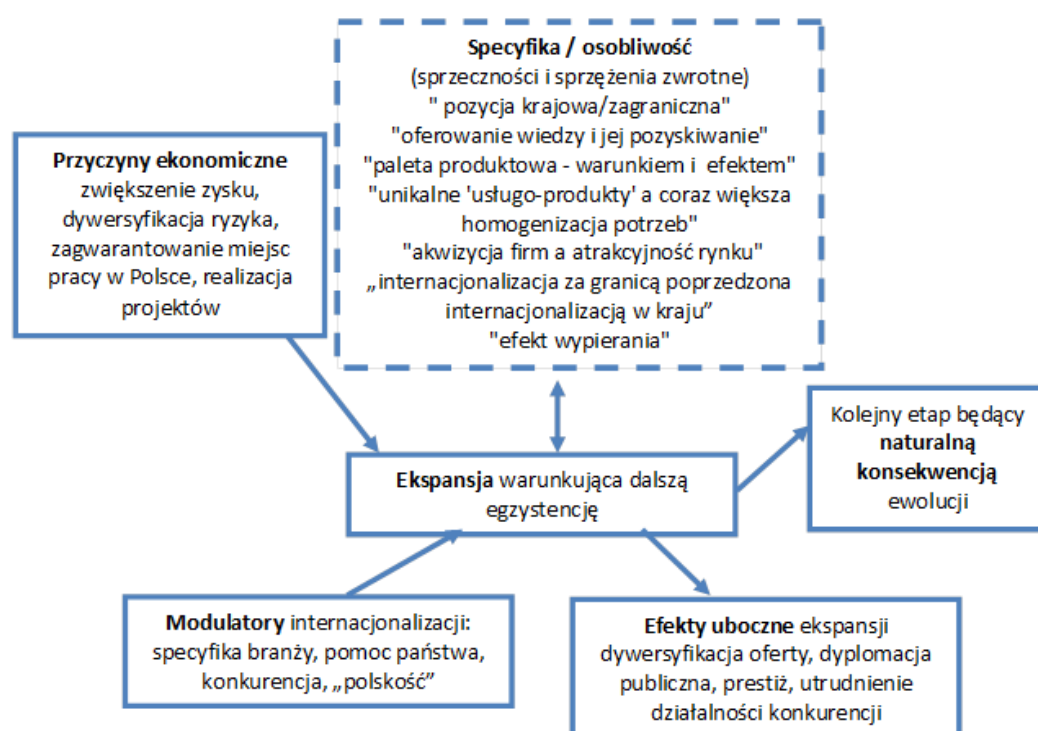 Specyfika / osobliwość
(sprzeczności i sprzężenia zwrotne)
" pozycja krajowa/zagraniczna"
"oferowanie wiedzy i jej pozyskiwanie"
"paleta produktowa - warunkiem i efektem"
"unikalne 'usługo-produkty' a coraz większa
homogenizacja potrzeb"
"akwizycja firm a atrakcyjność rynku"
„internacjonalizacja za granicą poprzedzona
internacjonalizacją w kraju”
"efekt wypierania"
Przyczyny ekonomiczne
zwiększenie zysku,
dywersyfikacja ryzyka,
zagwarantowanie miejsc
pracy w Polsce, realizacja
projektów
Kolejny etap będący
naturalną
konsekwencją
ewolucji
Ekspansja warunkująca dalszą
egzystencję
Modulatory internacjonalizacji:
specyfika branży, pomoc państwa,
konkurencja, „polskość”
Efekty uboczne ekspansji
dywersyfikacja oferty, dyplomacja
publiczna, prestiż, utrudnienie
działalności konkurencji